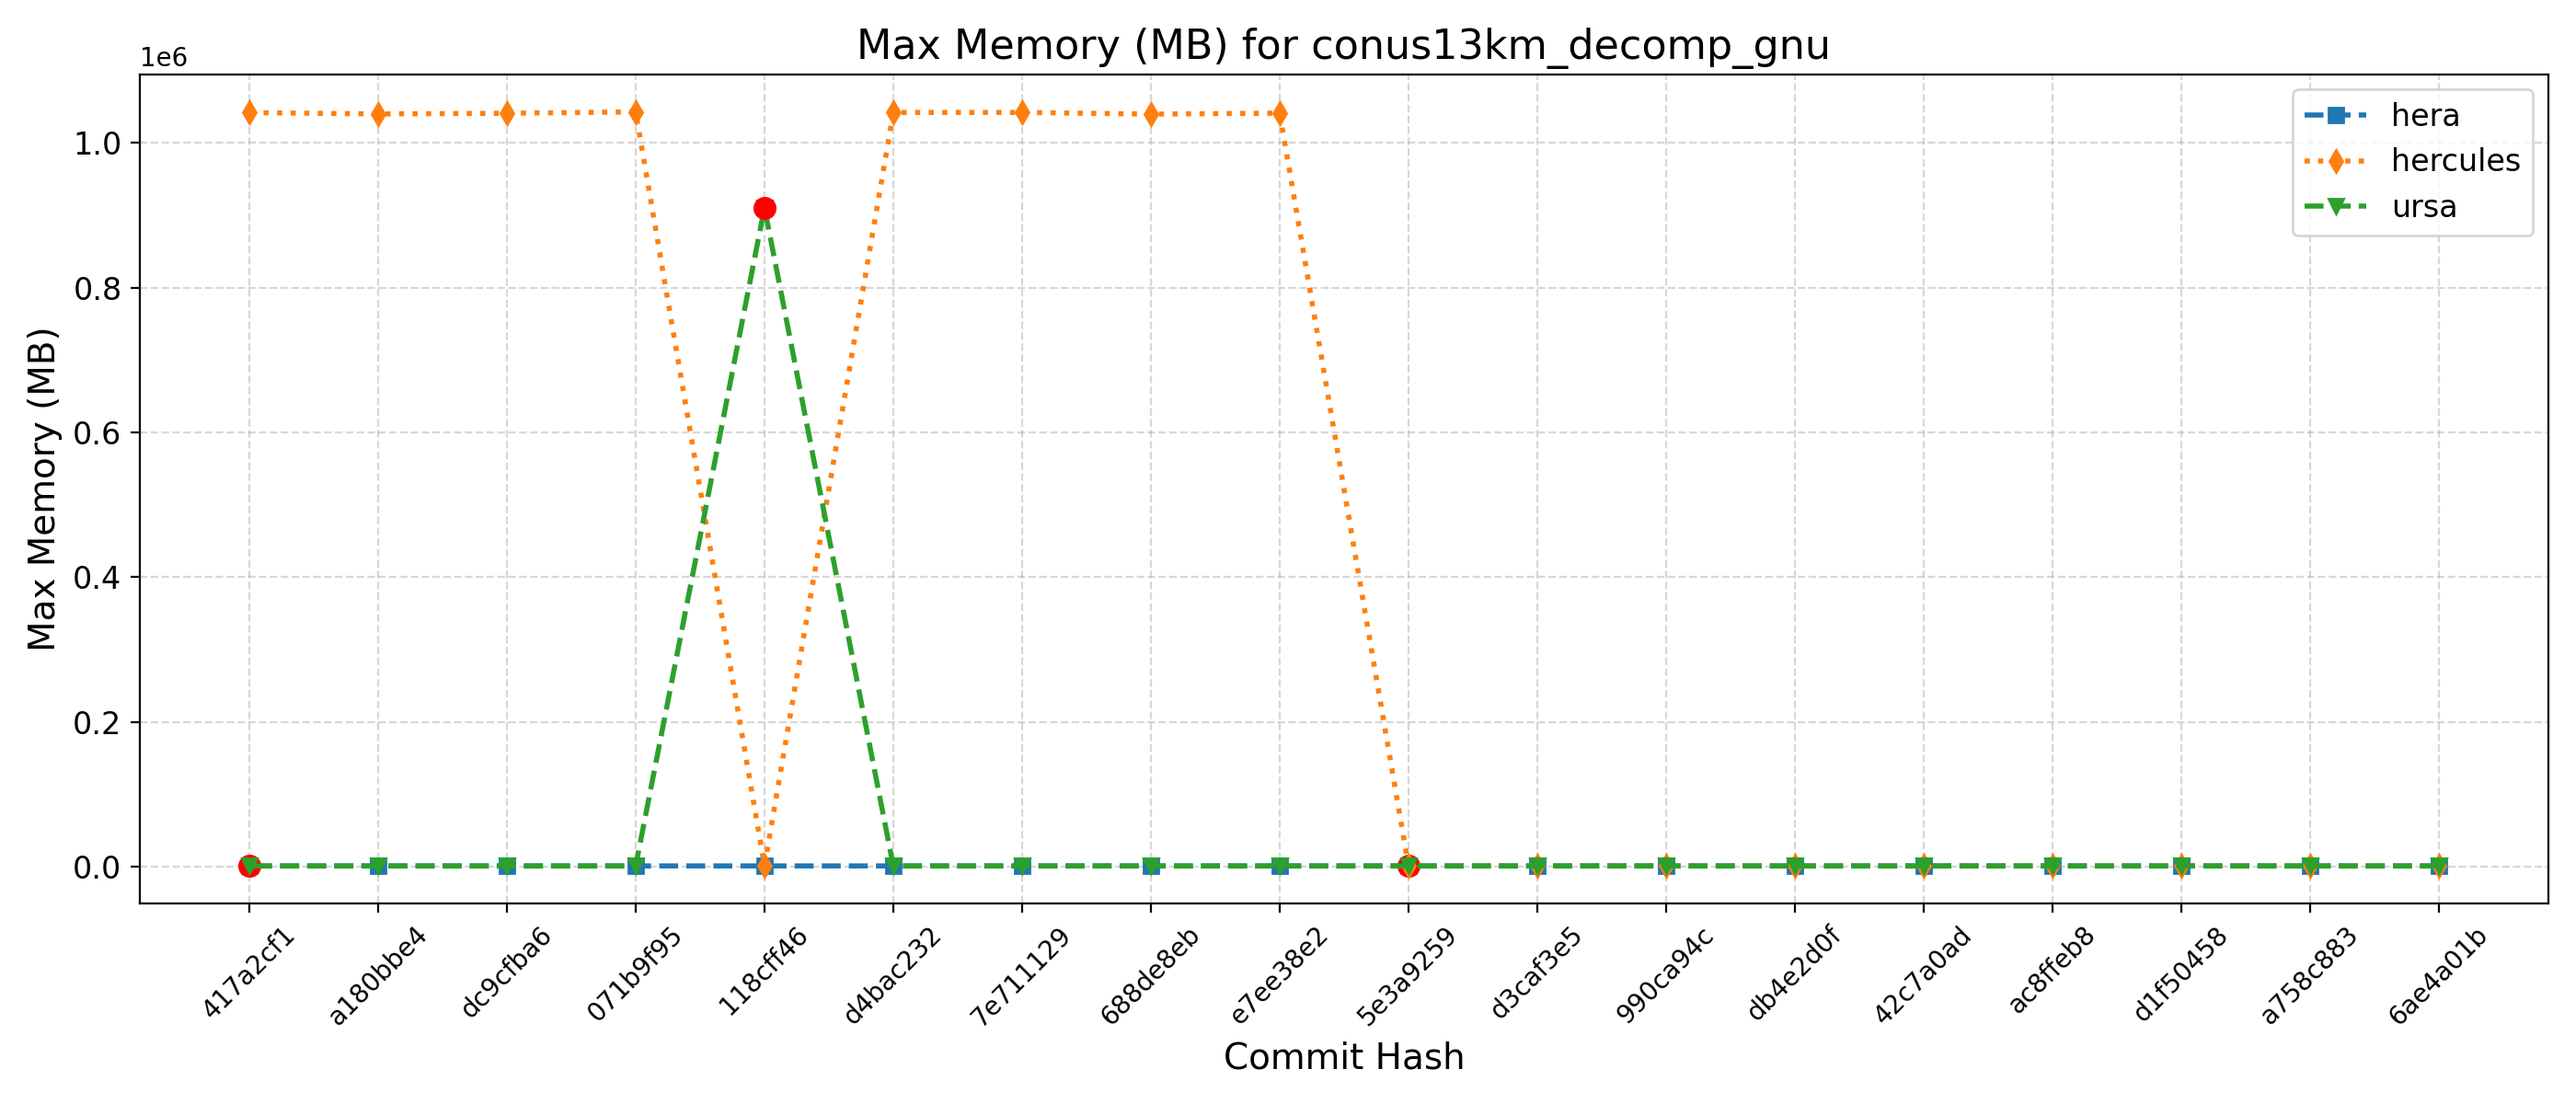 Max Memory (MB) for conus13km_decomp_gnu
1e6
1.0
0.8
0.6
0.4
0.2
0.0
Max Memory (MB)
hera
hercules
ursa
417a2cf1
a180bbe4
dc9cfba6
071b9f95
118cff46
d4bac232
7e711129
688de8eb
e7ee38e2
5e3a9259
d3caf3e5
990ca94c
db4e2d0f
42c7a0ad
ac8ffeb8
d1f50458
a758c883
6ae4a01b
Commit Hash